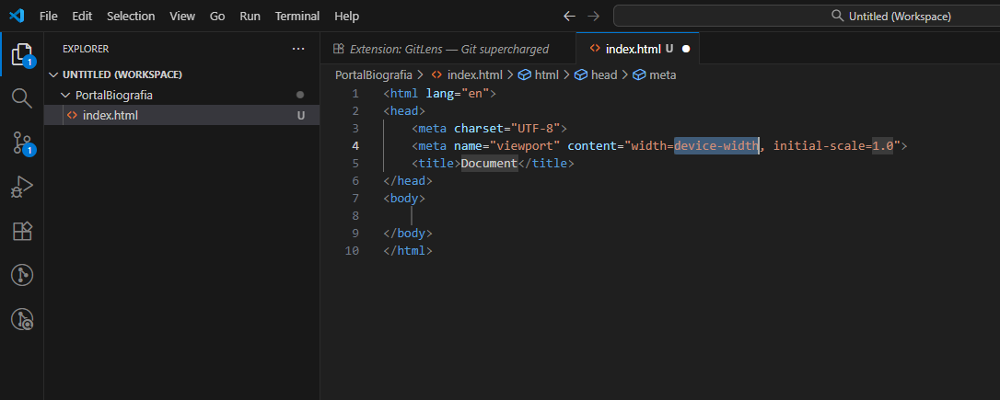 File Edit Selection View Go Run Terminal Help
Untitled (Workspace)
EXPLORER
UNTITLED (WORKSPACE)
PortalBiografia
index.html U
1
1
Extension: GitLens — Git supercharged
index.html U
PortalBiografia > index.html > html > head > meta
1 <html lang="en">
2 <head>
3     <meta charset="UTF-8">
4     <meta name="viewport" content="width=device-width, initial-scale=1.0">
5     <title>Document</title>
6 </head>
7 <body>
8
9 </body>
10 </html>